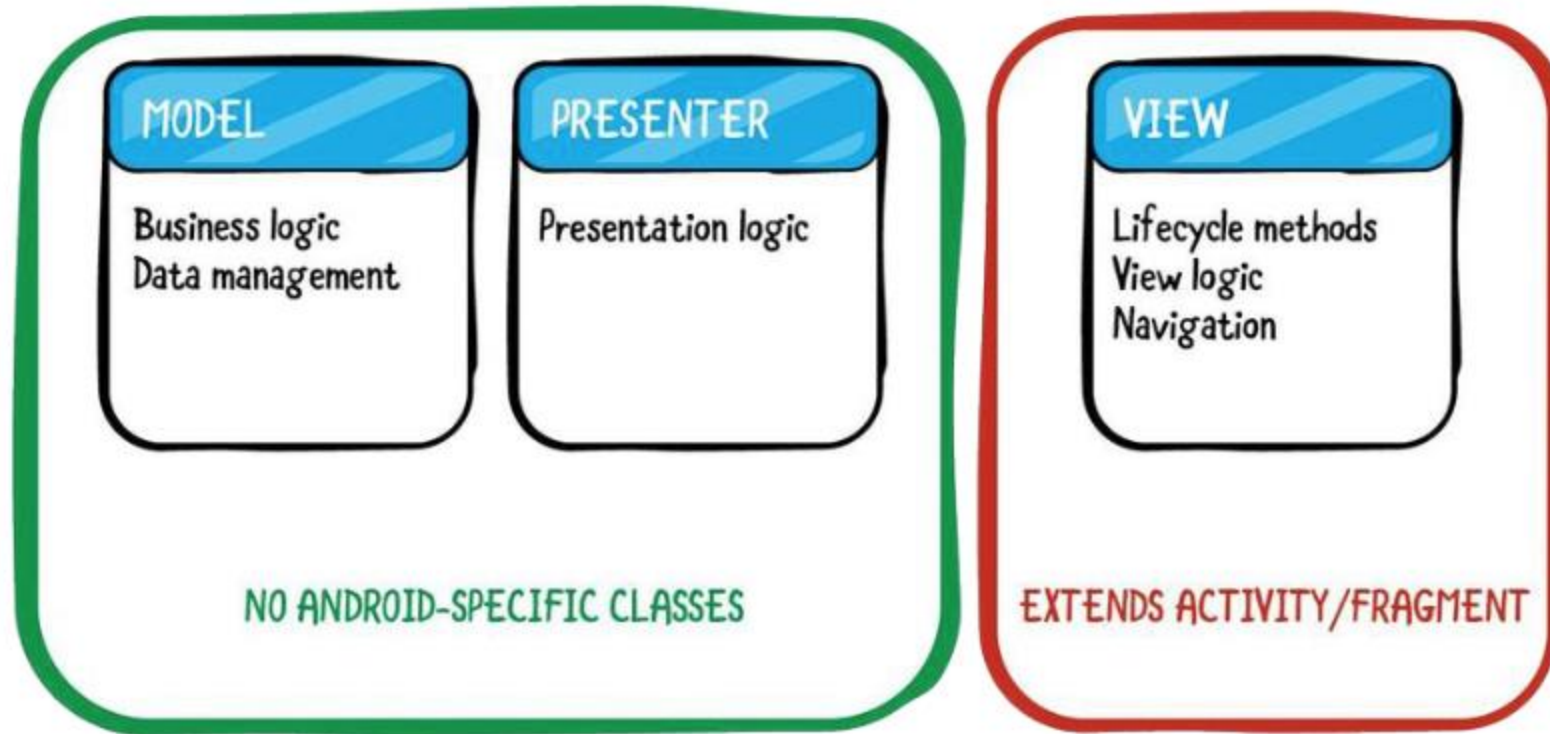 MODEL
Business logic
Data management
PRESENTER
Presentation logic
NO ANDROID-SPECIFIC CLASSES
VIEW
Lifecycle methods
View logic
Navigation
EXTENDS ACTIVITY/FRAGMENT